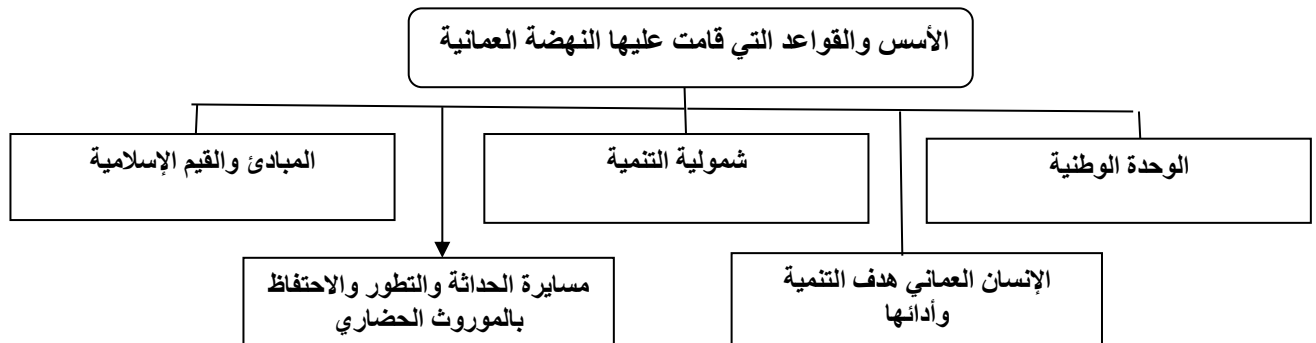 الأسس والقواعد التي قامت عليها النهضة العمانية
الوحدة الوطنية
شمولية التنمية
المبادئ والقيم الإسلامية
الإنسان العماني هدف التنمية
وأدائها
مسايرة الحداثة والتطور والاحتفاظ
بالموروث الحضاري